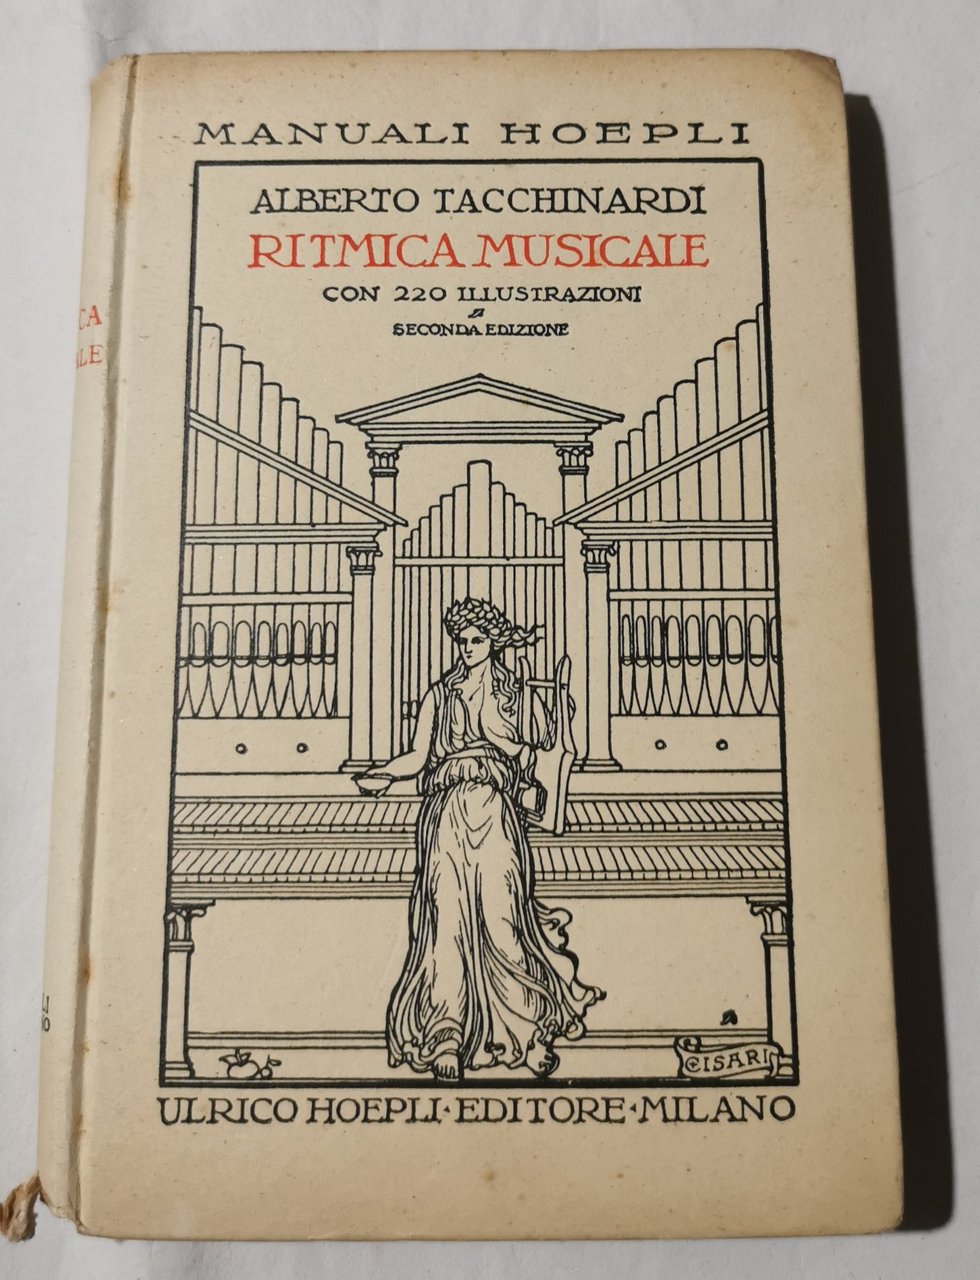 MANUALI HOEPLI
ALBERTO TACCHINARDI
RITMICA MUSICALE
CON 220 ILLUSTRAZIONI
SECONDA EDIZIONE
CISARI
ULRICO HOEPLI · EDITORE · MILANO